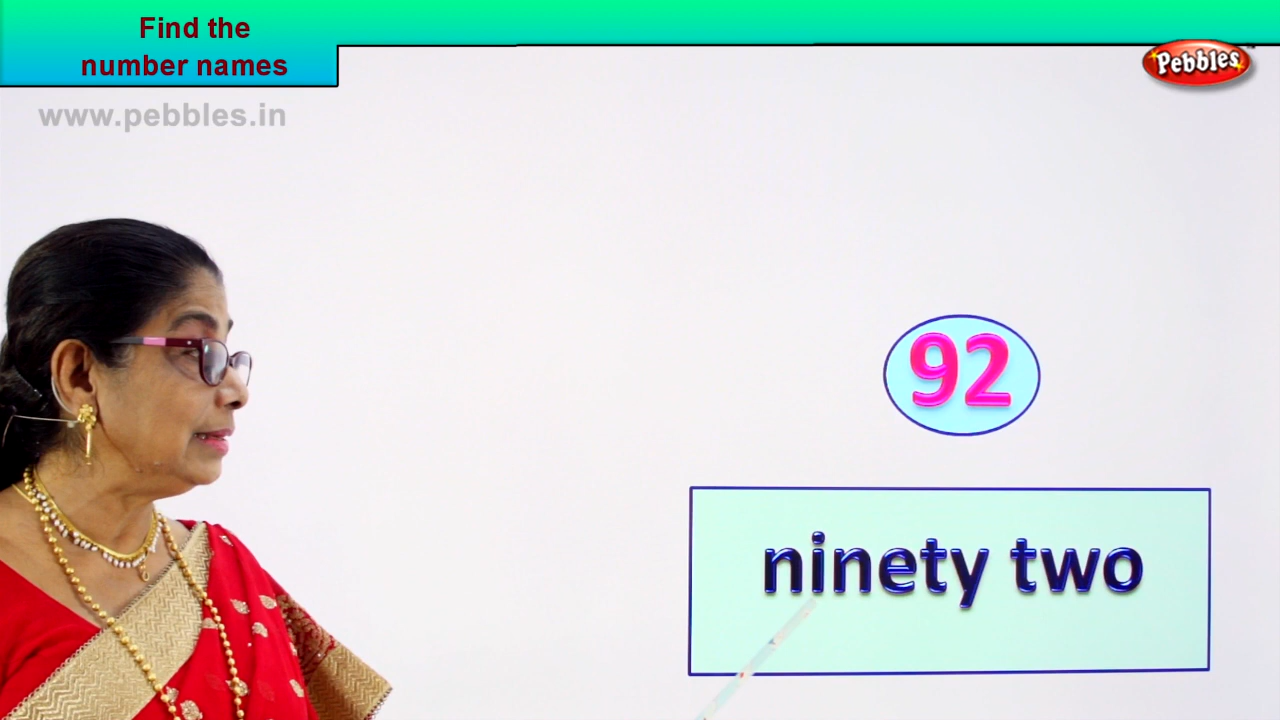 Find the
number names
www.pebbles.in
Pebbles
92
ninety two